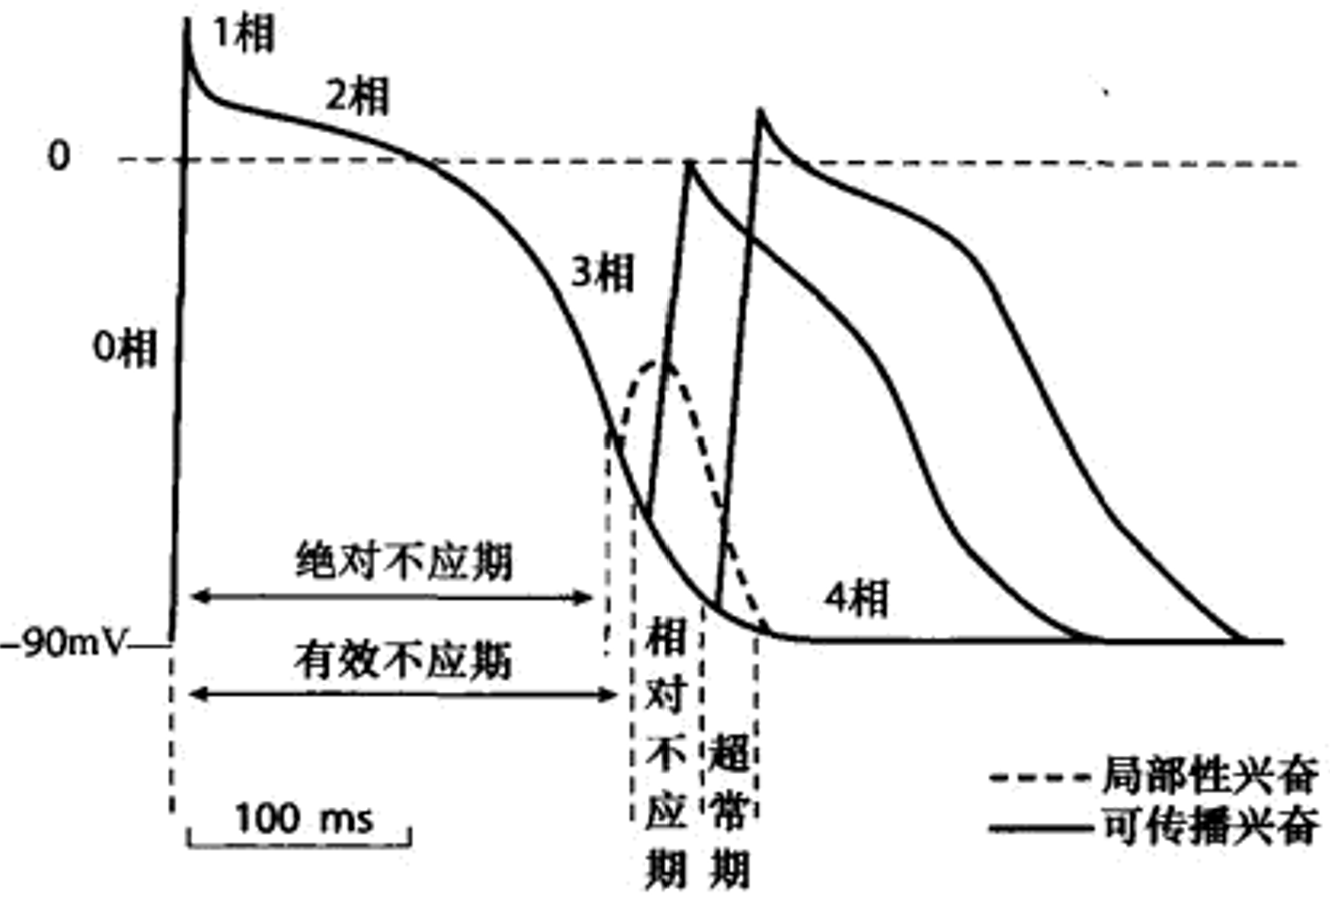 1相
2相
0
3相
0相
绝对不应期
4相
-90mV
有效不应期
相对不应期
超常期
局部性兴奋
100 ms
可传播兴奋